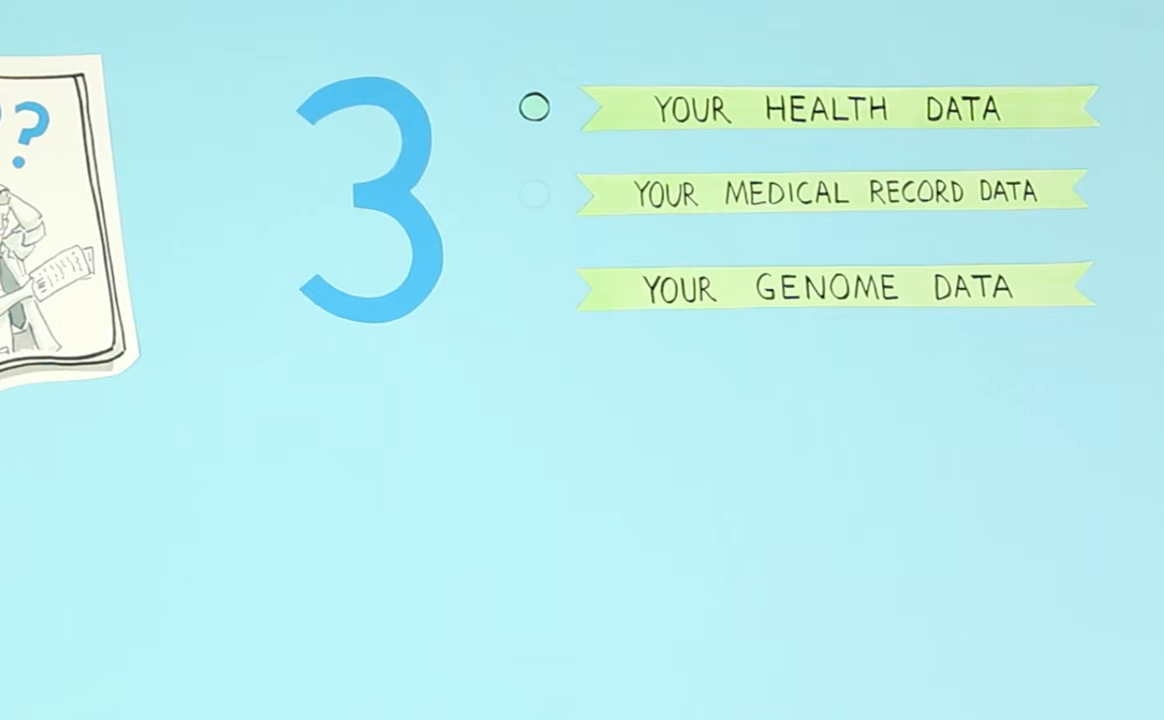 ?
3
YOUR HEALTH DATA
YOUR MEDICAL RECORD DATA
YOUR GENOME DATA